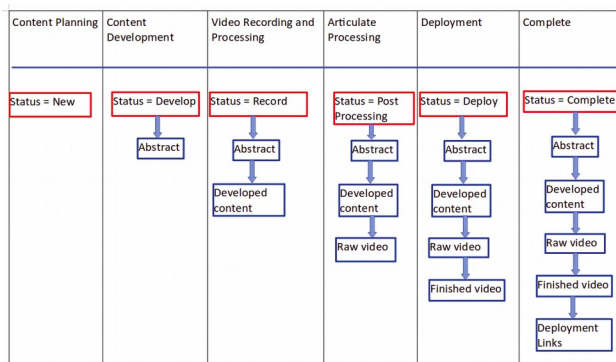 Content Planning
Content
Development
Video Recording and
Processing
Articulate
Processing
Deployment
Complete
Status = New
Status = Develop
Abstract
Status = Record
Abstract
Developed
content
Status = Post
Processing
Abstract
Developed
content
Raw video
Status = Deploy
Abstract
Developed
content
Raw video
Finished video
Status = Complete
Abstract
Developed
content
Raw video
Finished video
Deployment
Links